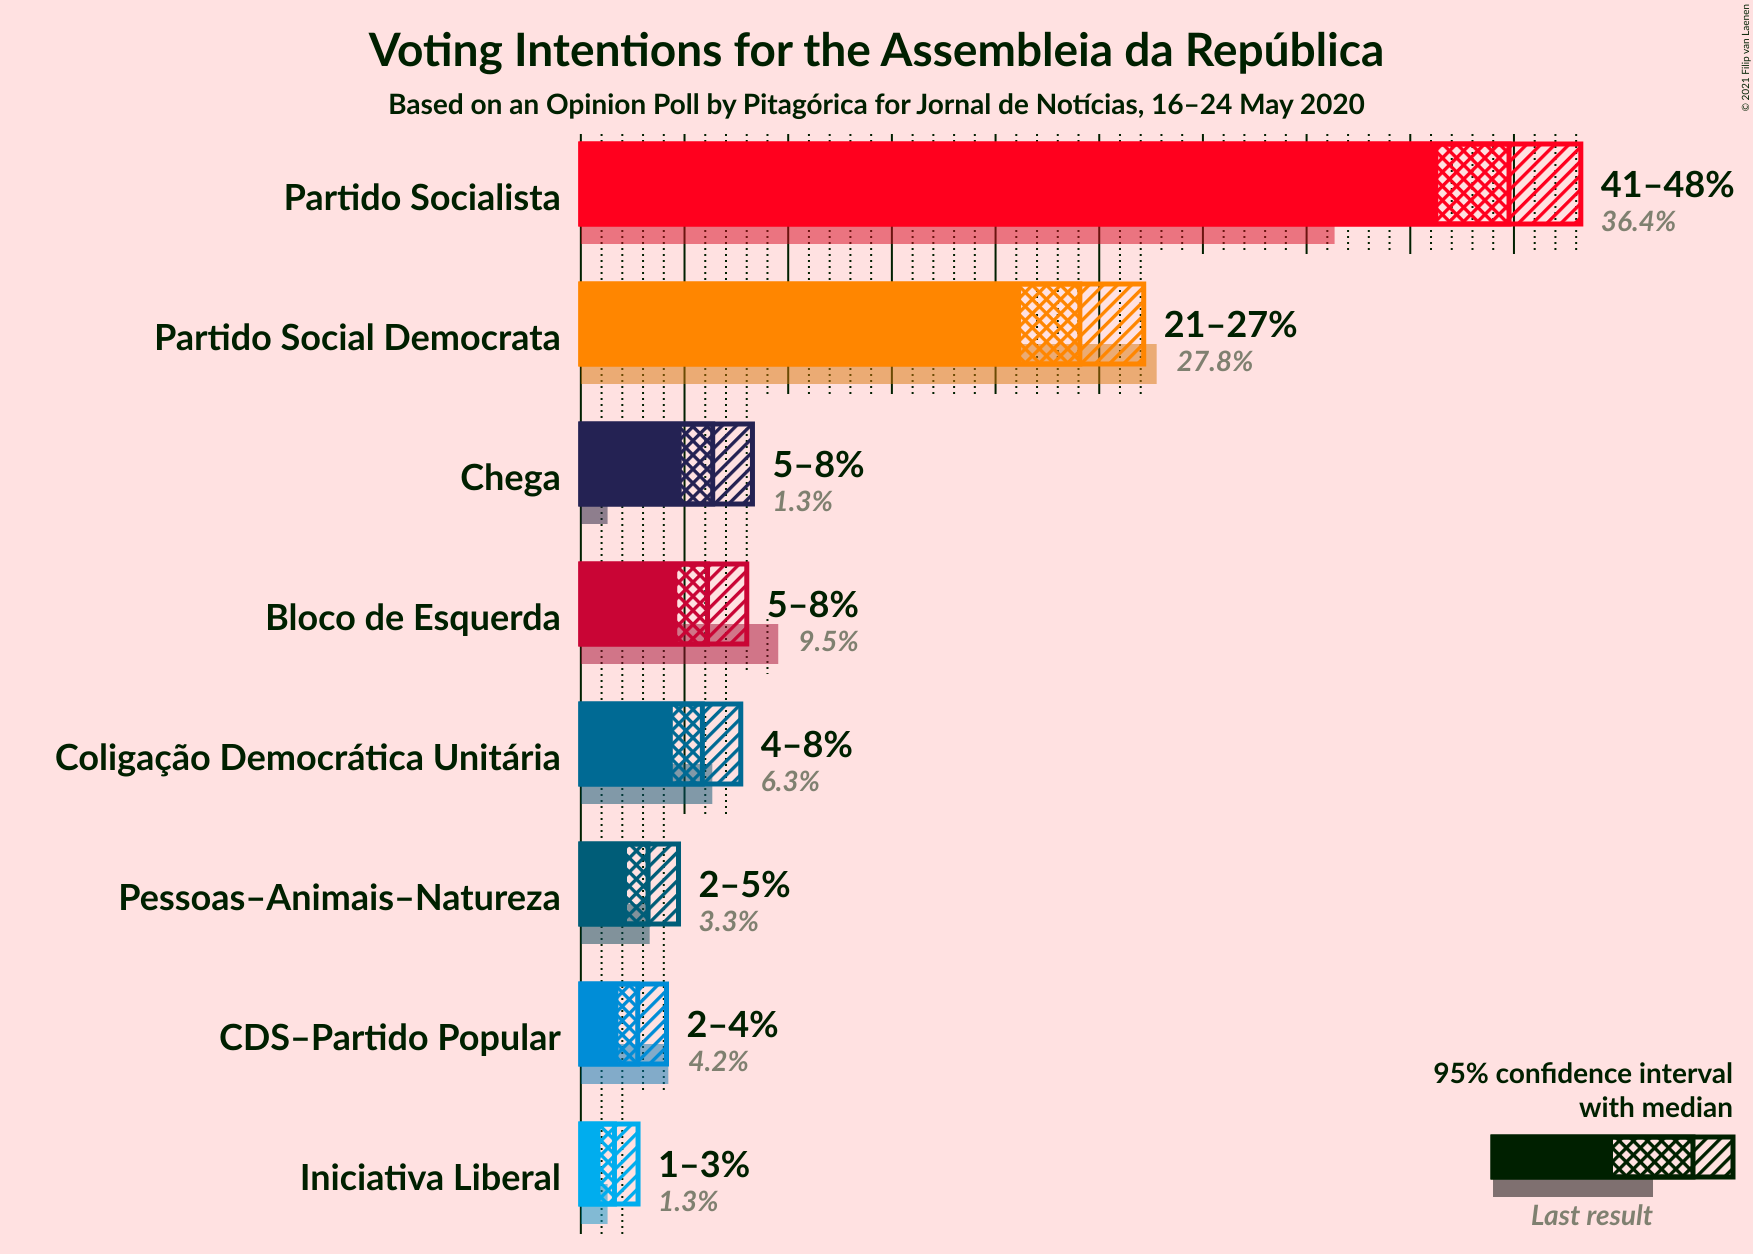 Voting Intentions for the Assembleia da República
Based on an Opinion Poll by Pitagórica for Jornal de Notícias, 16–24 May 2020
© 2021 Filip van Laenen
Partido Socialista
41–48%
36.4%
Partido Social Democrata
21–27%
27.8%
Chega
5–8%
1.3%
Bloco de Esquerda
5–8%
9.5%
Coligação Democrática Unitária
4–8%
6.3%
Pessoas–Animais–Natureza
2–5%
3.3%
CDS–Partido Popular
2–4%
4.2%
Iniciativa Liberal
1–3%
1.3%
95% confidence interval
with median
Last result